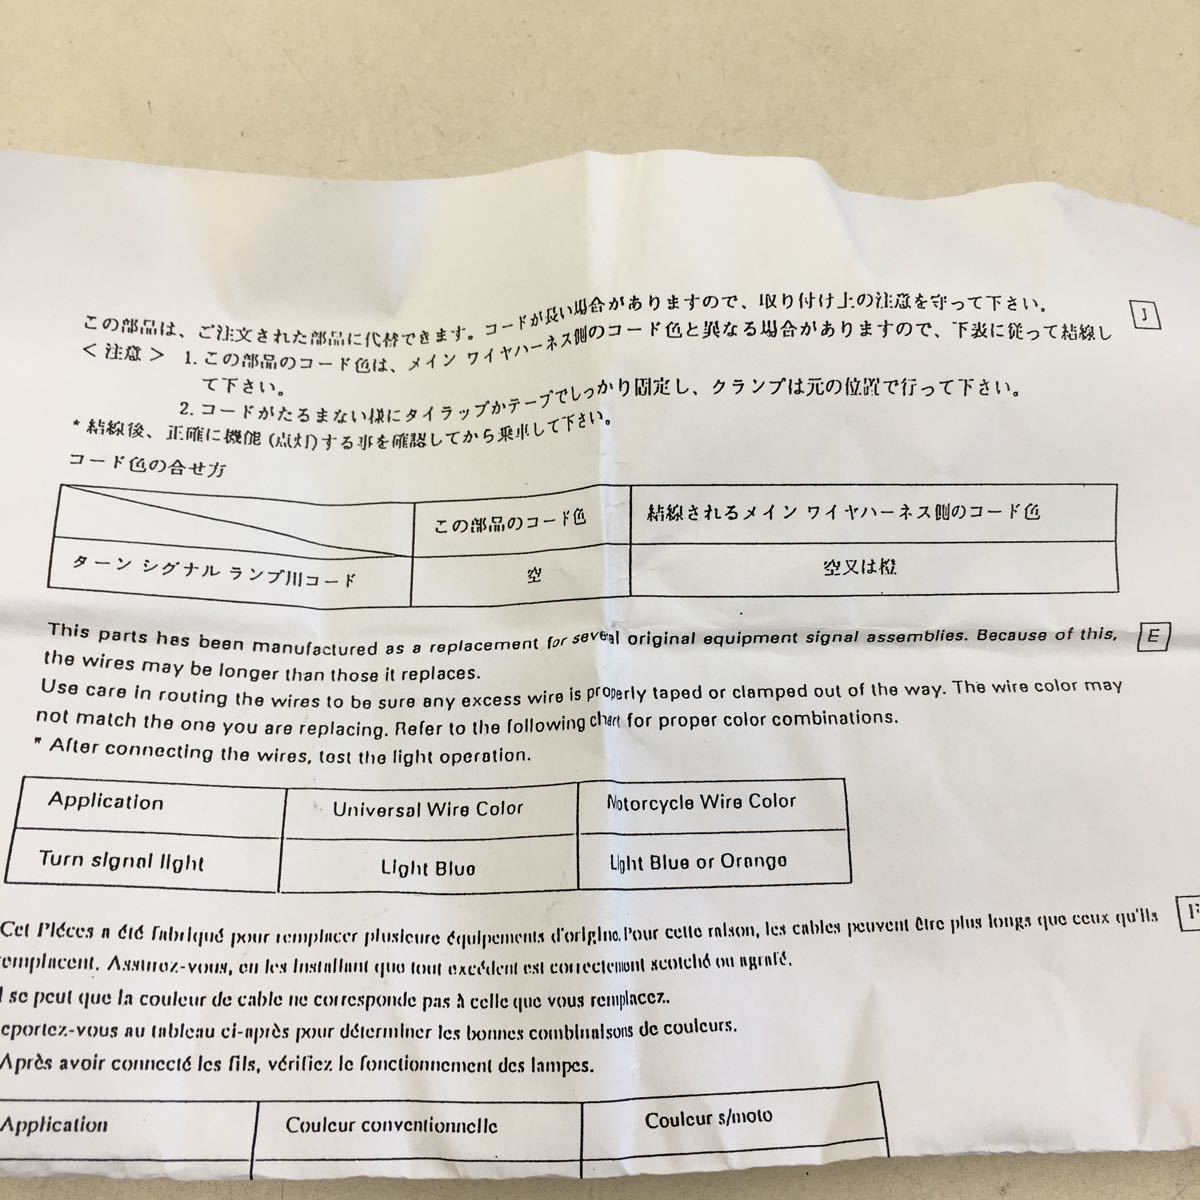 この部品は、ご注文された部品に代替できます。コードが長い場合がありますので、取り付け上の注意を守って下さい。
J
＜注意＞ 1. この部品のコード色は、メイン ワイヤハーネス側のコード色と異なる場合がありますので、下表に従って結線し
て下さい。
2. コードがたるまない様にタイラップかテープでしっかり固定し、クランプは元の位置で行って下さい。
* 結線後、正確に機能 (点灯)する事を確認してから乗車して下さい。
コード色の合せ方
この部品のコード色 結線されるメイン ワイヤハーネス側のコード色
ターン シグナル ランプ用コード 空 空又は橙
This parts has been manufactured as a replacement for several original equipment signal assemblies. Because of this,
E
the wires may be longer than those it replaces.
Use care in routing the wires to be sure any excess wire is properly taped or clamped out of the way. The wire color may
not match the one you are replacing. Refer to the following chart for proper color combinations.
* After connecting the wires, test the light operation.
Application Universal Wire Color Motorcycle Wire Color
Turn signal light Light Blue Light Blue or Orange
Cet Piéces a été fabriqué pour remplacer plusieurs équipements d'origine. Pour cette raison, les cables peuvent être plus longs que ceux qu'ils
F
emplacent. Assurez-vous, en les installant que tout excédent est correctement scotché ou agrafé.
l se peut que la couleur de cable ne corresponde pas à celle que vous remplacez.
eportez-vous au tableau ci-après pour déterminer les bonnes combinaisons de couleurs.
Après avoir connecté les fils, vérifiez le fonctionnement des lampes.
Application Couleur conventionnelle Couleur s/moto